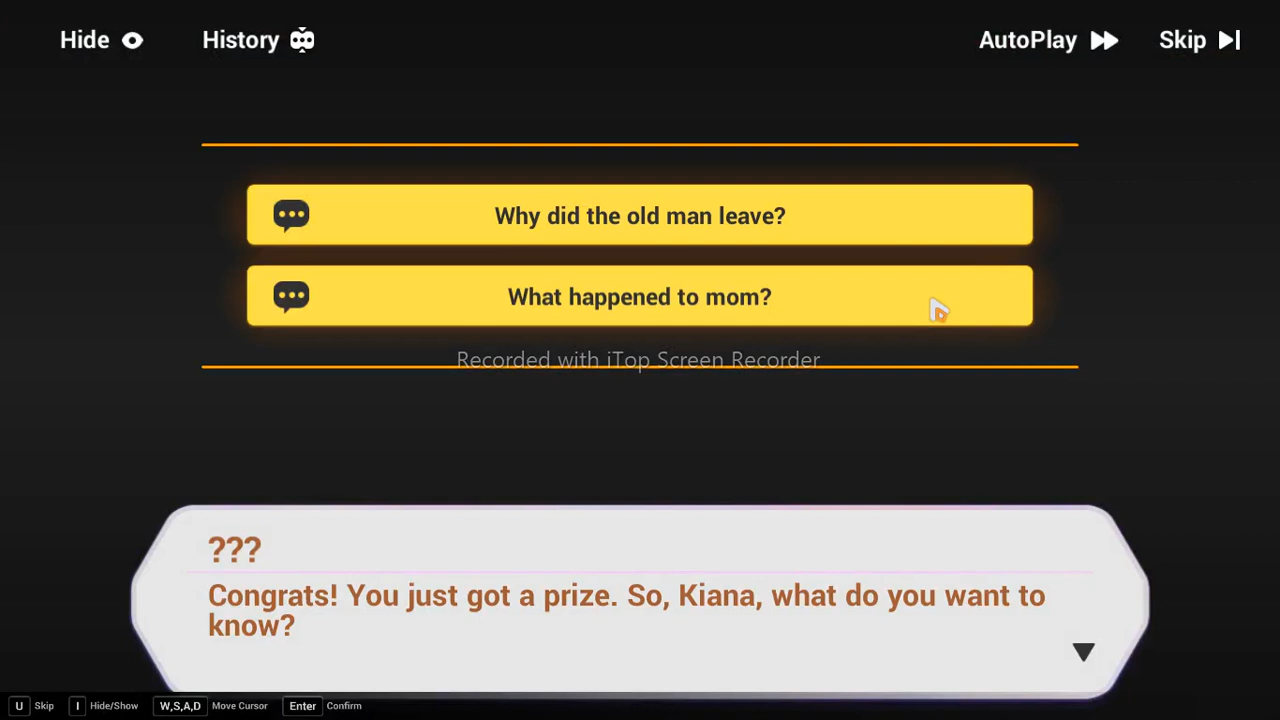 Hide
History
AutoPlay
Skip
Why did the old man leave?
What happened to mom?
Recorded with iTop Screen Recorder
???
Congrats! You just got a prize. So, Kiana, what do you want to
know?
U Skip I Hide/Show W,S,A,D Move Cursor Enter Confirm